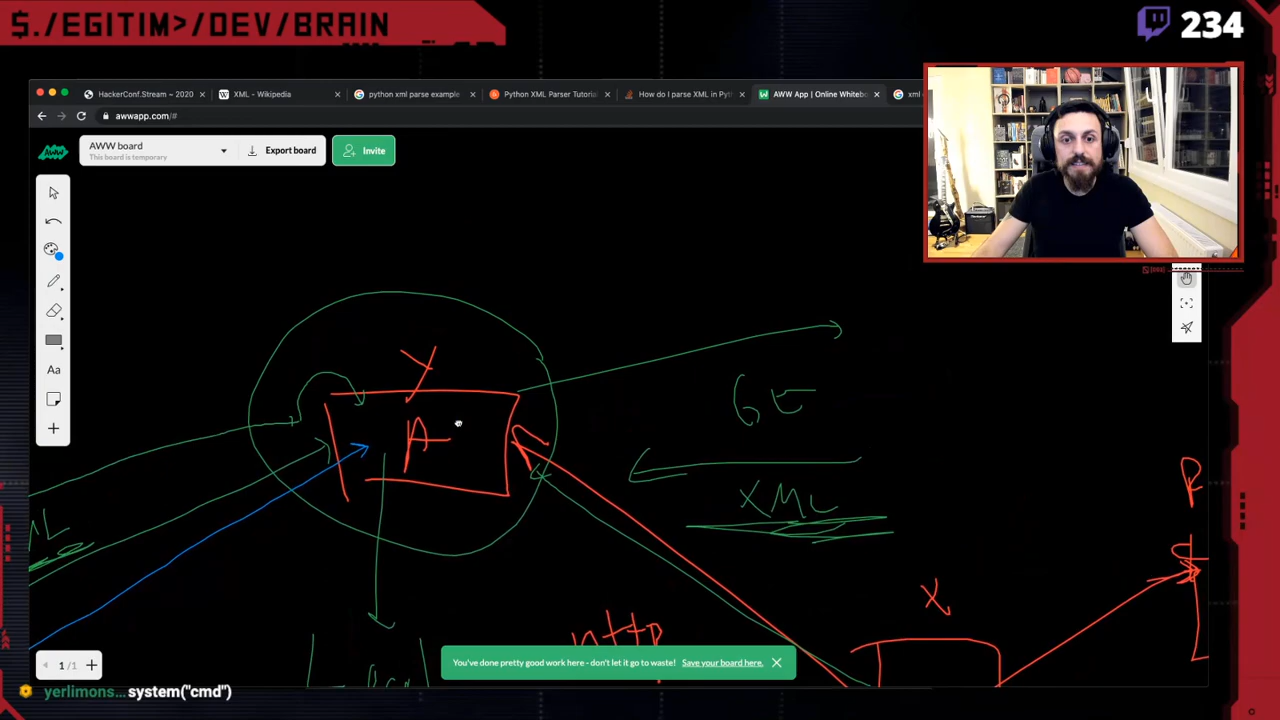 $./EGITIM>/DEV/BRAIN
234
HackerConf.Stream – 2020
XML - Wikipedia
python xml parse example
Python XML Parser Tutorial
How do I parse XML in Pyth
AWW App | Online Whitebo
xml
awwapp.com/#
AWW board
This board is temporary
Export board
Invite
Y
A
GE
XML
ML
R
X
http
Aa
You've done pretty good work here - don't let it go to waste! Save your board here.
1/1
yerlimons... system("cmd")